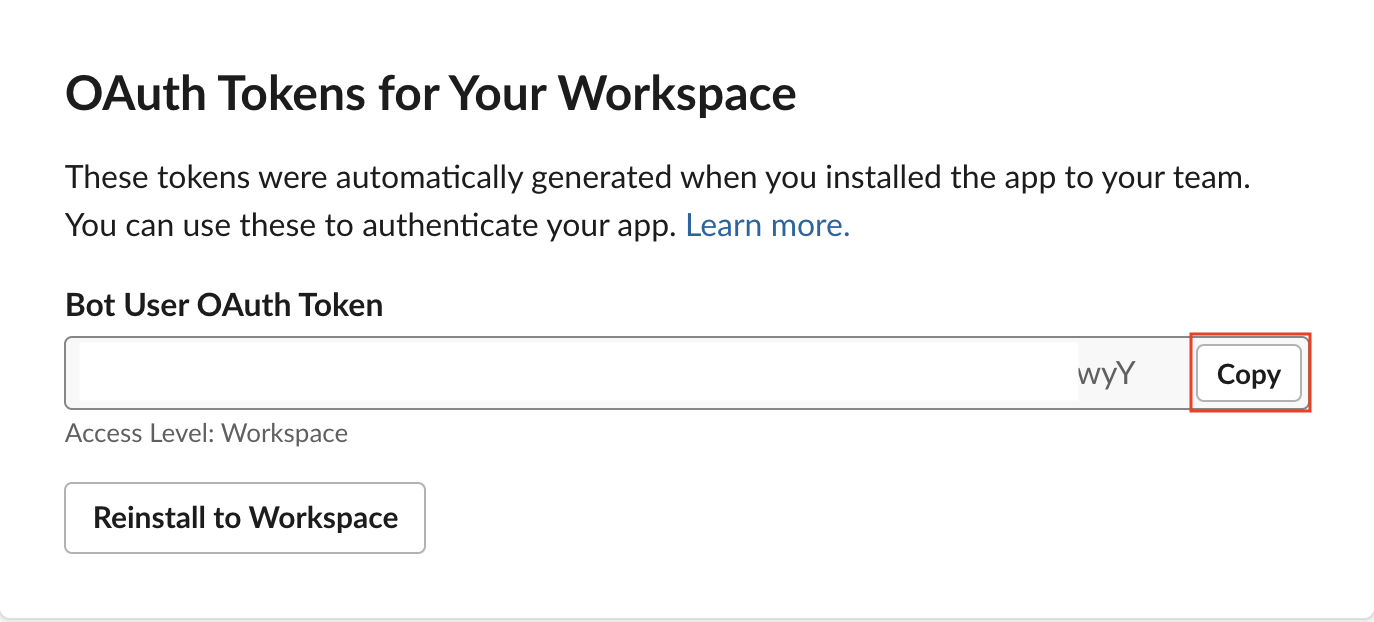 OAuth Tokens for Your Workspace
These tokens were automatically generated when you installed the app to your team.
You can use these to authenticate your app. Learn more.
Bot User OAuth Token
wyY
Copy
Access Level: Workspace
Reinstall to Workspace